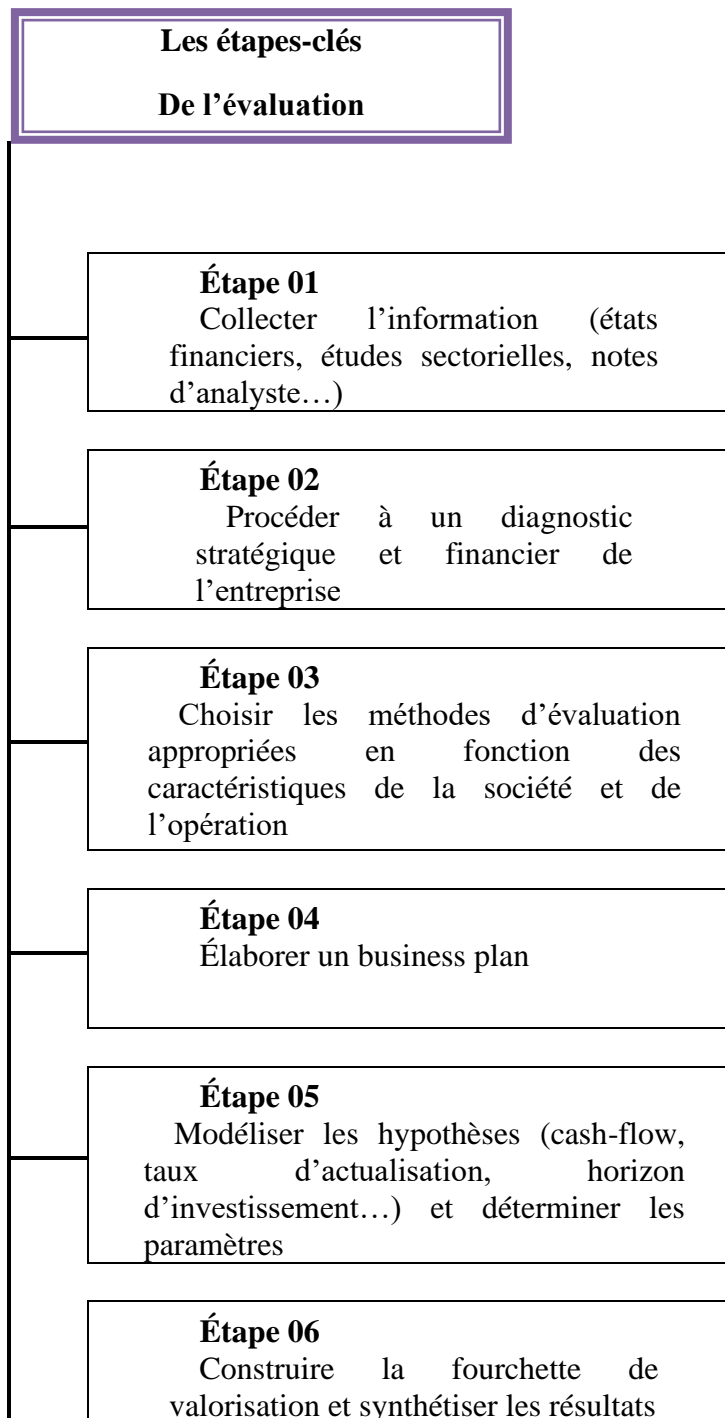 Les étapes-clés
De l’évaluation
Étape 01
Collecter l’information (états
financiers, études sectorielles, notes
d’analyste…)
Étape 02
Procéder à un diagnostic
stratégique et financier de
l’entreprise
Étape 03
Choisir les méthodes d’évaluation
appropriées en fonction des
caractéristiques de la société et de
l’opération
Étape 04
Élaborer un business plan
Étape 05
Modéliser les hypothèses (cash-flow,
taux d’actualisation, horizon
d’investissement…) et déterminer les
paramètres
Étape 06
Construire la fourchette de
valorisation et synthétiser les résultats